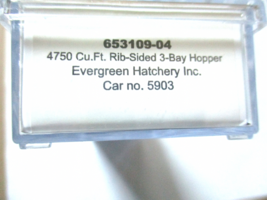 653109-04
4750 Cu.Ft. Rib-Sided 3-Bay Hopper
Evergreen Hatchery Inc.
Car no. 5903